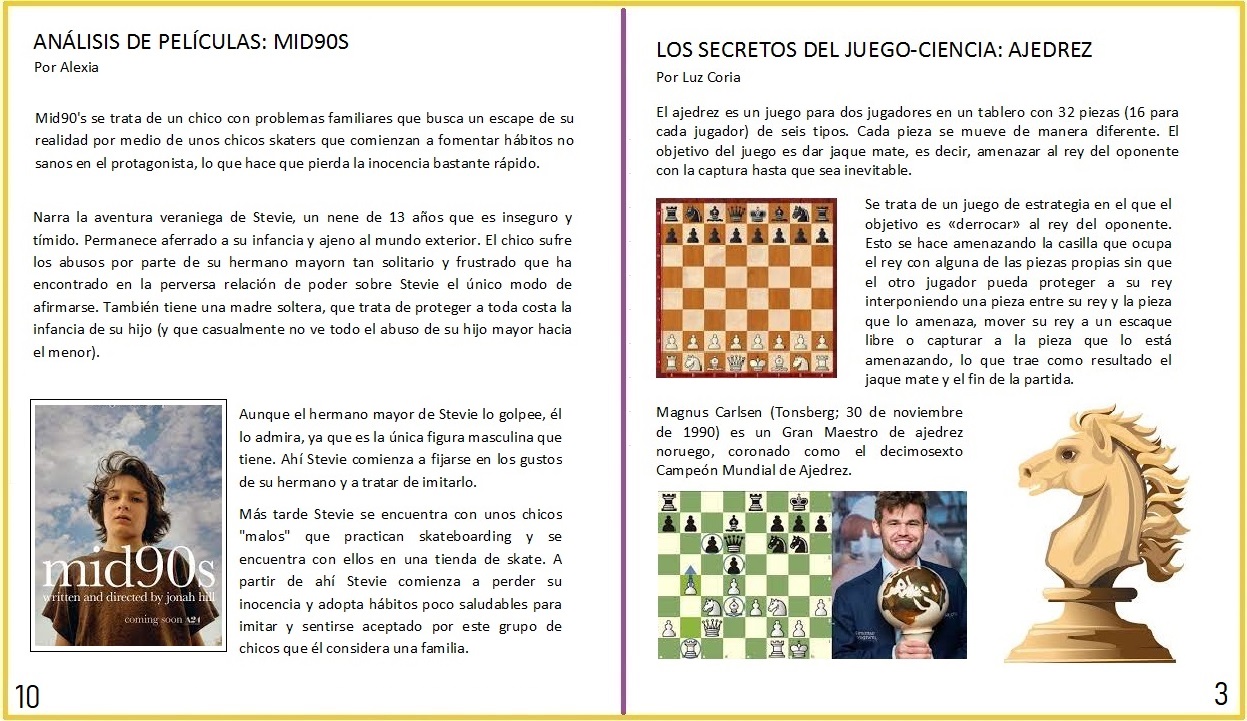 ANÁLISIS DE PELÍCULAS: MID90S
Por Alexia
Mid90's se trata de un chico con problemas familiares que busca un escape de su
realidad por medio de unos chicos skaters que comienzan a fomentar hábitos no
sanos en el protagonista, lo que hace que pierda la inocencia bastante rápido.
Narra la aventura veraniega de Stevie, un nene de 13 años que es inseguro y
tímido. Permanece aferrado a su infancia y ajeno al mundo exterior. El chico sufre
los abusos por parte de su hermano mayorn tan solitario y frustrado que ha
encontrado en la perversa relación de poder sobre Stevie el único modo de
afirmarse. También tiene una madre soltera, que trata de proteger a toda costa la
infancia de su hijo (y que casualmente no ve todo el abuso de su hijo mayor hacia
el menor).
mid90s
written and directed by jonah hill
coming soon A24
Aunque el hermano mayor de Stevie lo golpee, él
lo admira, ya que es la única figura masculina que
tiene. Ahí Stevie comienza a fijarse en los gustos
de su hermano y a tratar de imitarlo.
Más tarde Stevie se encuentra con unos chicos
"malos" que practican skateboarding y se
encuentra con ellos en una tienda de skate. A
partir de ahí Stevie comienza a perder su
inocencia y adopta hábitos poco saludables para
imitar y sentirse aceptado por este grupo de
chicos que él considera una familia.
10
LOS SECRETOS DEL JUEGO-CIENCIA: AJEDREZ
Por Luz Coria
El ajedrez es un juego para dos jugadores en un tablero con 32 piezas (16 para
cada jugador) de seis tipos. Cada pieza se mueve de manera diferente. El
objetivo del juego es dar jaque mate, es decir, amenazar al rey del oponente
con la captura hasta que sea inevitable.
Se trata de un juego de estrategia en el que el
objetivo es «derrocar» al rey del oponente.
Esto se hace amenazando la casilla que ocupa
el rey con alguna de las piezas propias sin que
el otro jugador pueda proteger a su rey
interponiendo una pieza entre su rey y la pieza
que lo amenaza, mover su rey a un escaque
libre o capturar a la pieza que lo está
amenazando, lo que trae como resultado el
jaque mate y el fin de la partida.
Magnus Carlsen (Tonsberg; 30 de noviembre
de 1990) es un Gran Maestro de ajedrez
noruego, coronado como el decimosexto
Campeón Mundial de Ajedrez.
3